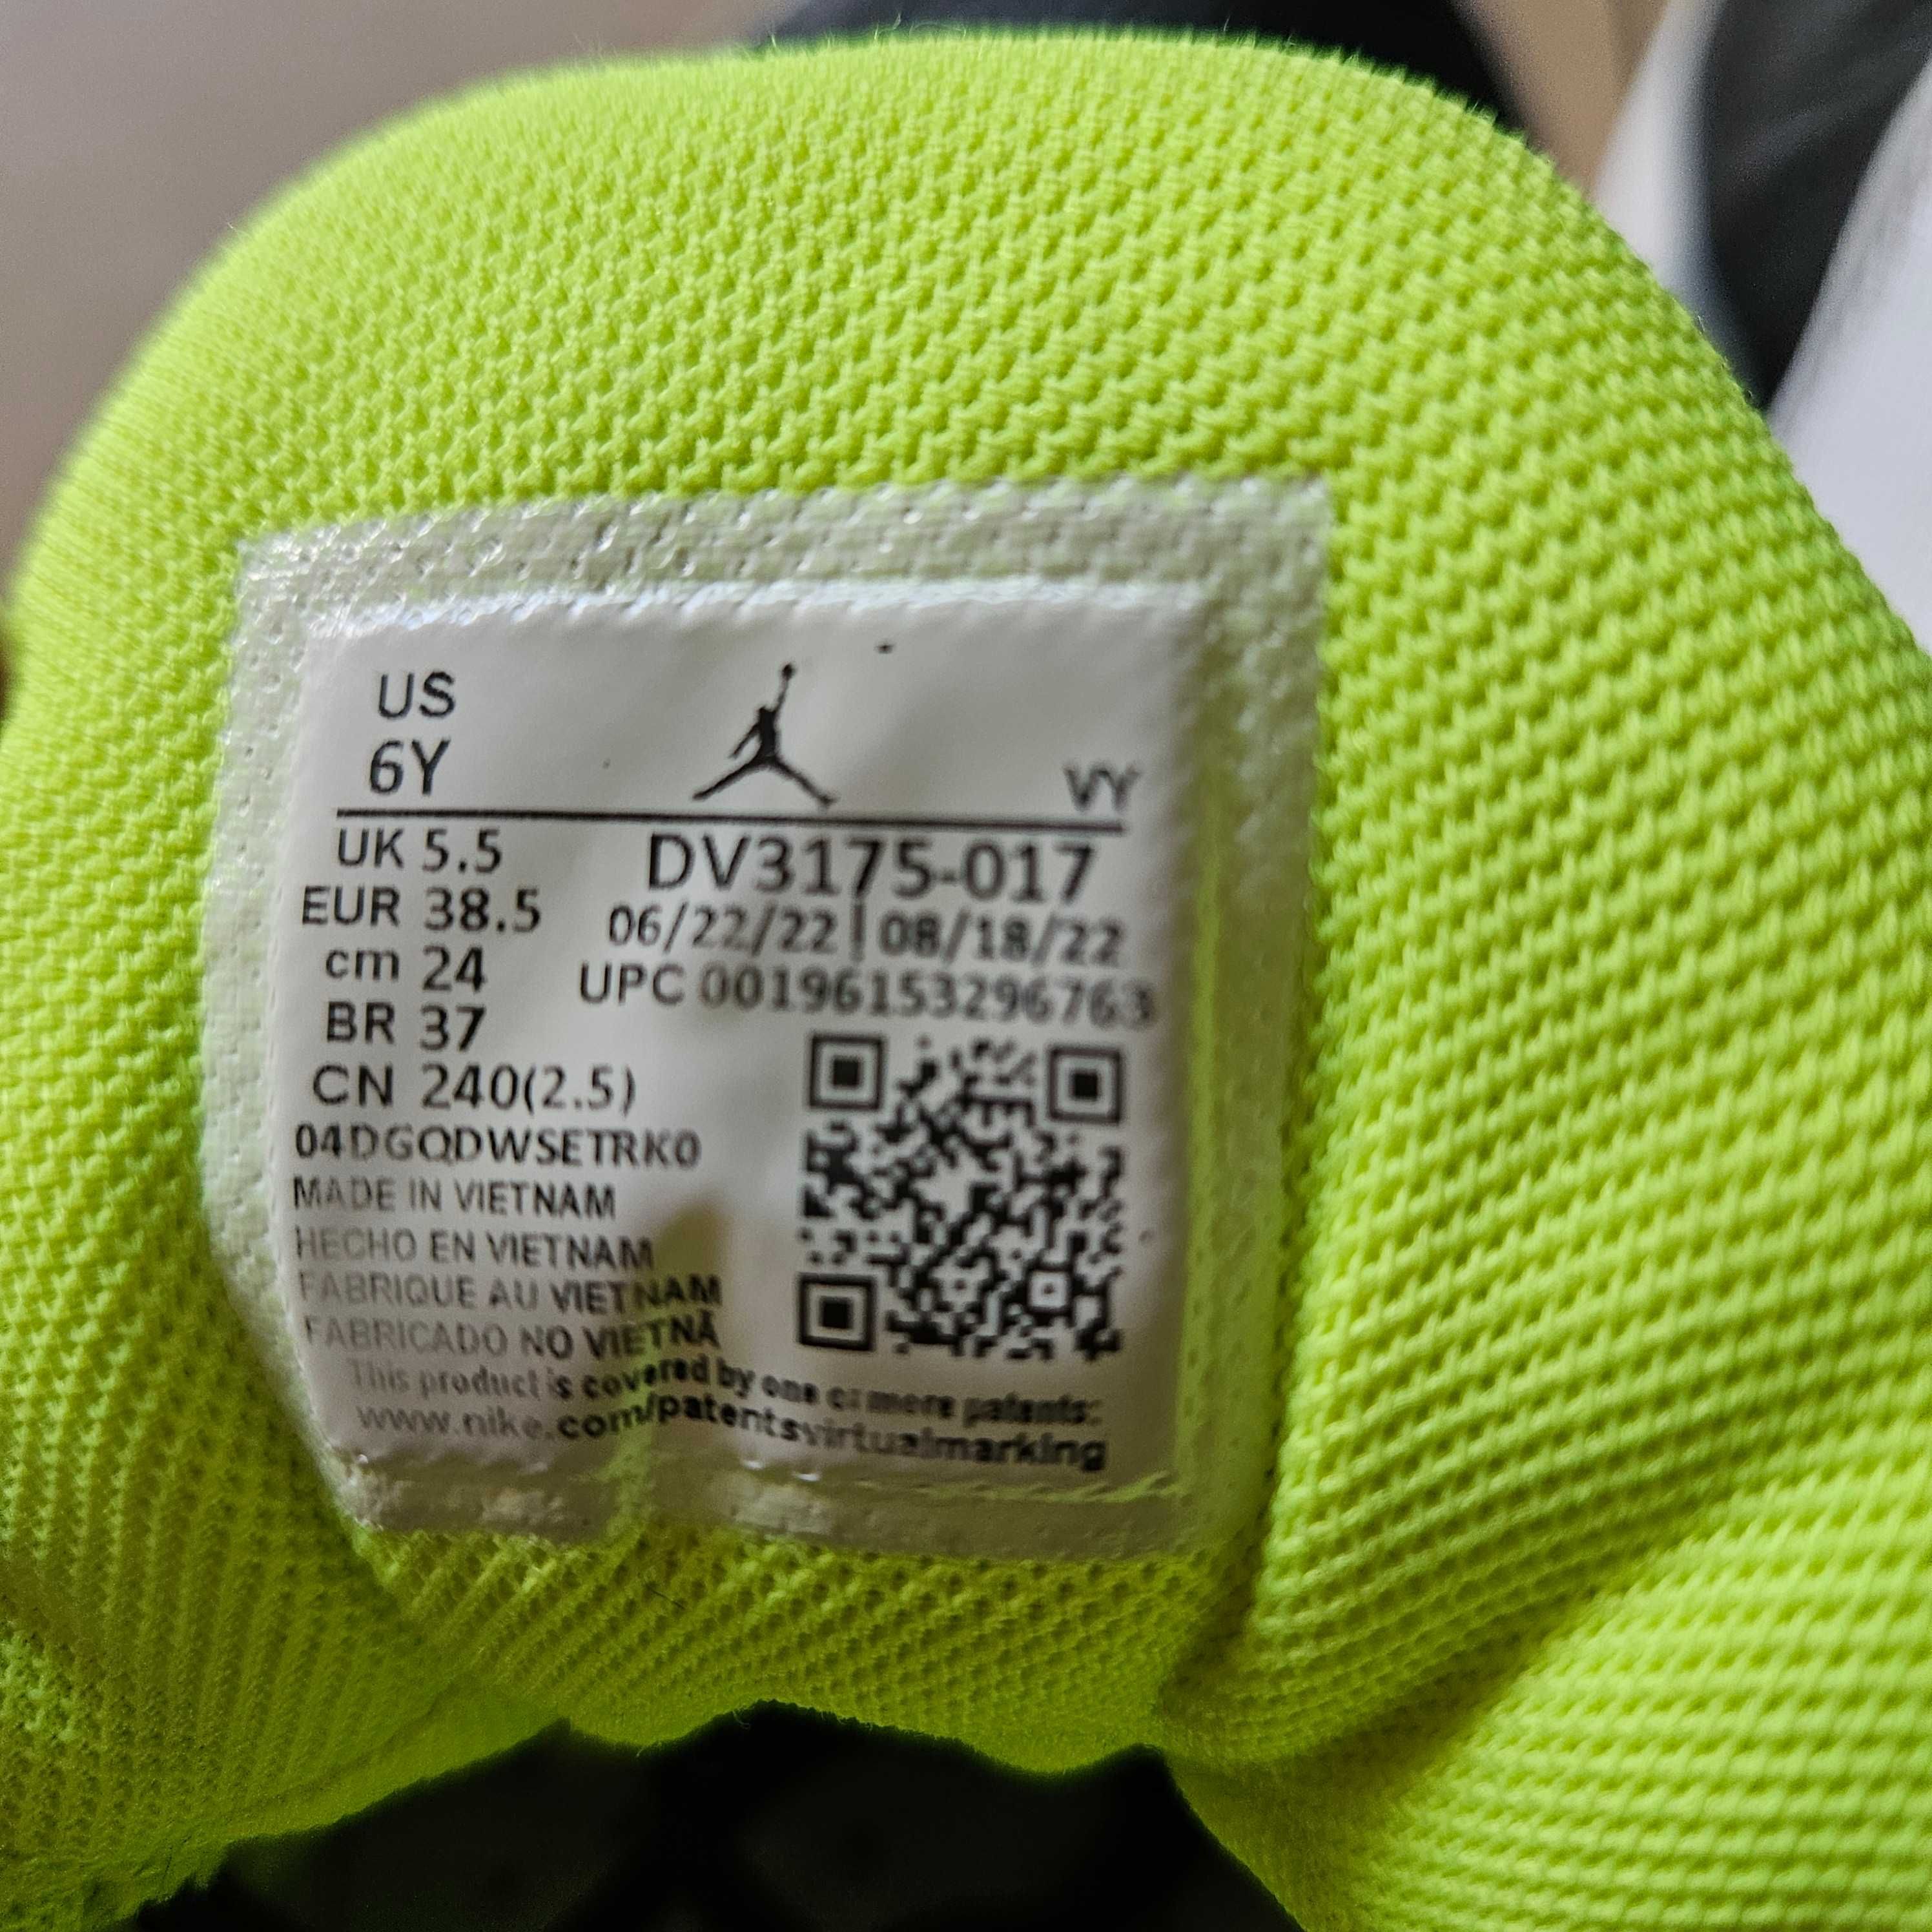 US
6Y
VY
UK 5.5
DV3175-017
EUR 38.5
06/22/22 | 08/18/22
cm 24
UPC 00196153296763
BR 37
CN 240(2.5)
04DGQDWSETRK0
MADE IN VIETNAM
HECHO EN VIETNAM
FABRIQUE AU VIETNAM
FABRICADO NO VIETNÃ
This product is covered by one or more patents:
www.nike.com/patentsvirtualmarking